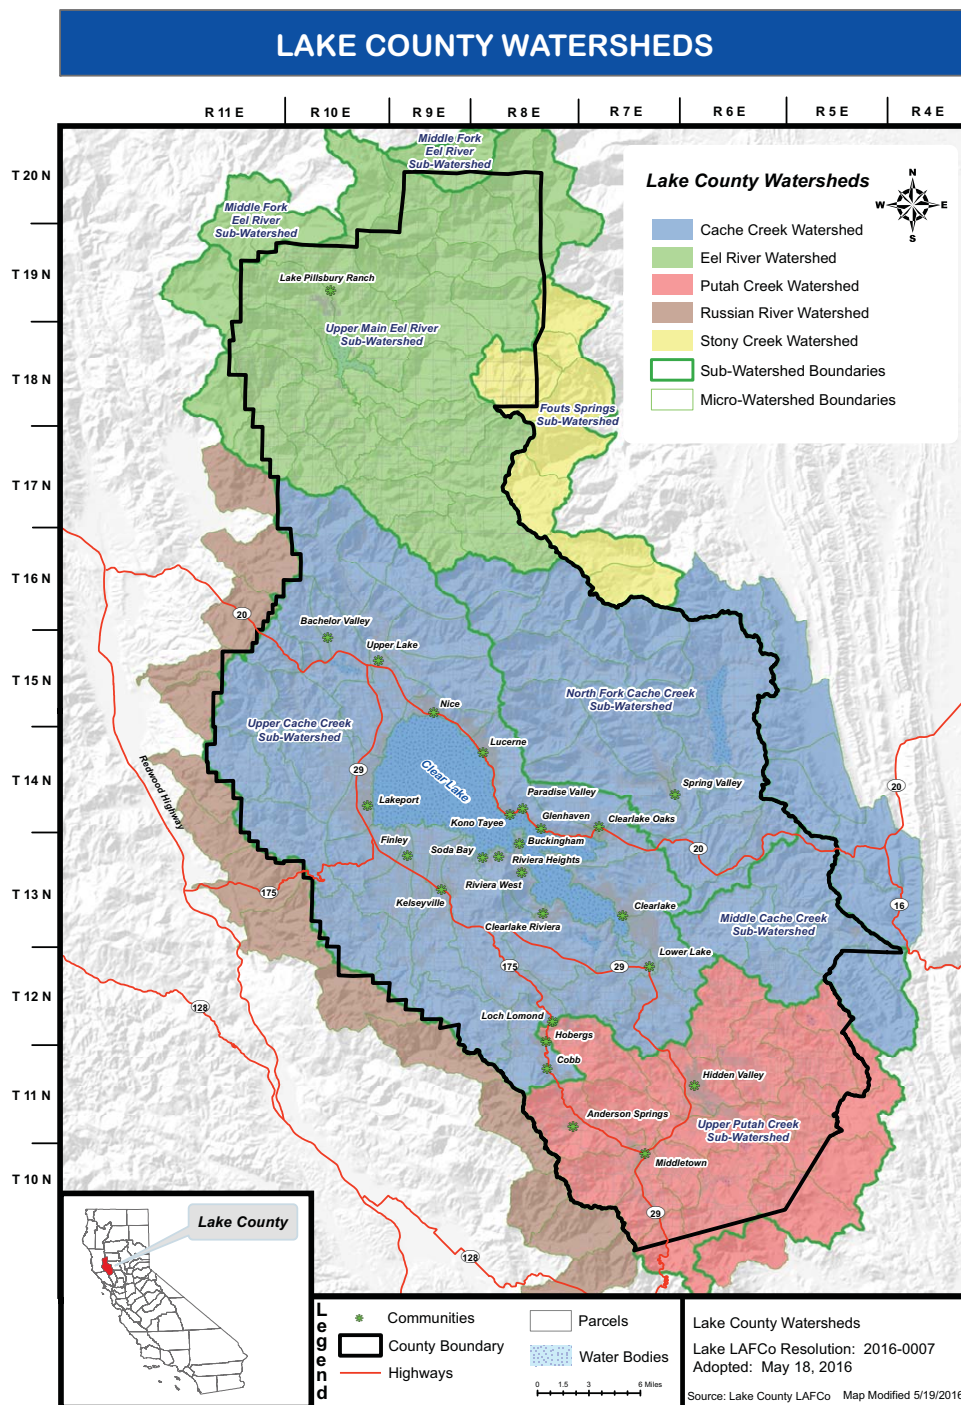 LAKE COUNTY WATERSHEDS
R 11 E
R 10 E
R 9 E
R 8 E
R 7 E
R 6 E
R 5 E
R 4 E
T 20 N
T 19 N
T 18 N
T 17 N
T 16 N
T 15 N
T 14 N
T 13 N
T 12 N
T 11 N
T 10 N
Lake County Watersheds
N
W
E
S
Cache Creek Watershed
Eel River Watershed
Putah Creek Watershed
Russian River Watershed
Stony Creek Watershed
Sub-Watershed Boundaries
Micro-Watershed Boundaries
Middle Fork
Eel River
Sub-Watershed
Middle Fork
Eel River
Sub-Watershed
Lake Pillsbury Ranch
Upper Main Eel River
Sub-Watershed
Fouts Springs
Sub-Watershed
20
Bachelor Valley
Upper Lake
North Fork Cache Creek
Sub-Watershed
Nice
Upper Cache Creek
Sub-Watershed
Lucerne
Redwood Highway
29
Clear Lake
Spring Valley
20
Paradise Valley
Lakeport
Kono Tayee
Glenhaven
Clearlake Oaks
Finley
Soda Bay
Buckingham
20
Riviera Heights
Riviera West
175
Kelseyville
16
Clearlake
Clearlake Riviera
Middle Cache Creek
Sub-Watershed
Lower Lake
175
29
128
Loch Lomond
Hobergs
Cobb
Hidden Valley
Anderson Springs
Upper Putah Creek
Sub-Watershed
Middletown
29
128
Lake County
Legend
Communities
County Boundary
Highways
Parcels
Water Bodies
0 1.5 3 6 Miles
Lake County Watersheds
Lake LAFCo Resolution: 2016-0007
Adopted: May 18, 2016
Source: Lake County LAFCo Map Modified 5/19/2016